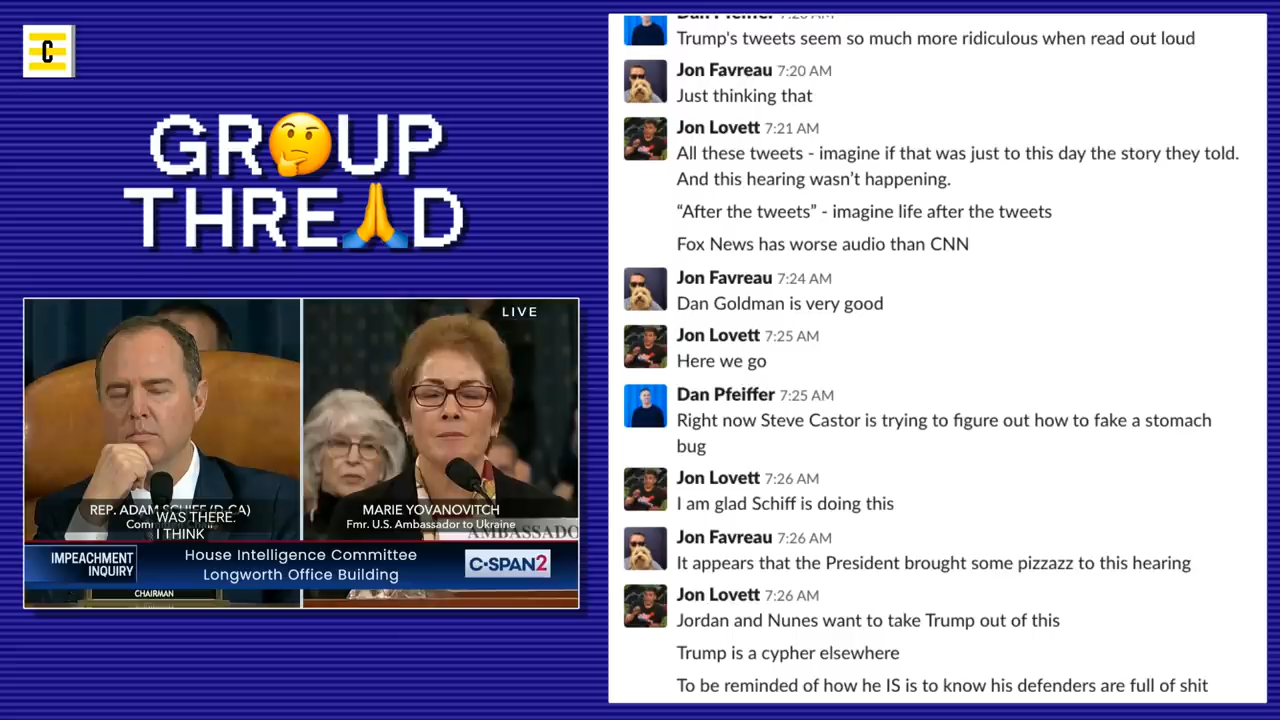 C
GR UP
THRE D
LIVE
REP. ADAM SCHIFF (D-CA)
WAS THERE.
I THINK
MARIE YOVANOVITCH
Fmr. U.S. Ambassador to Ukraine
IMPEACHMENT
INQUIRY
House Intelligence Committee
Longworth Office Building
C-SPAN2
CHAIRMAN
Dan Pfeiffer
Trump's tweets seem so much more ridiculous when read out loud
Jon Favreau 7:20 AM
Just thinking that
Jon Lovett 7:21 AM
All these tweets - imagine if that was just to this day the story they told.
And this hearing wasn’t happening.
“After the tweets” - imagine life after the tweets
Fox News has worse audio than CNN
Jon Favreau 7:24 AM
Dan Goldman is very good
Jon Lovett 7:25 AM
Here we go
Dan Pfeiffer 7:25 AM
Right now Steve Castor is trying to figure out how to fake a stomach
bug
Jon Lovett 7:26 AM
I am glad Schiff is doing this
Jon Favreau 7:26 AM
It appears that the President brought some pizzazz to this hearing
Jon Lovett 7:26 AM
Jordan and Nunes want to take Trump out of this
Trump is a cypher elsewhere
To be reminded of how he IS is to know his defenders are full of shit